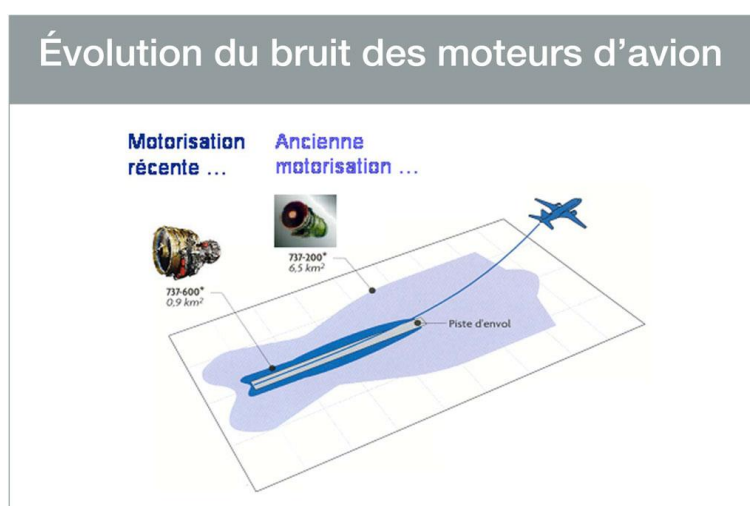 Évolution du bruit des moteurs d'avion
Motorisation
récente ...
Ancienne
motorisation ...
737-200*
6,5 km²
737-600*
0,9 km²
Piste d'envol